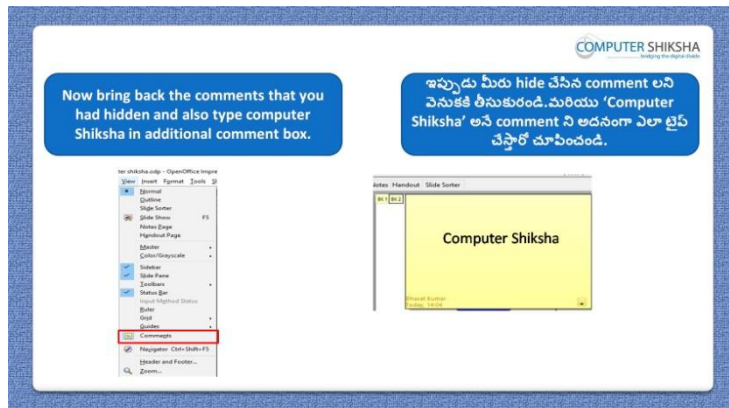 COMPUTER SHIKSHA
bridging the digital divide
Now bring back the comments that you
had hidden and also type computer
Shiksha in additional comment box.
ఇప్పుడు మీరు hide చేసిన comment లని
వెనుకకి తీసుకురండి.మరియు ‘Computer
Shiksha’ అనే comment ని అదనంగా ఎలా టైప్
చేస్తారో చూపించండి.
ter shiksha.odp - OpenOffice Impre
View Insert Format Tools Sl
Normal
Outline
Slide Sorter
Slide Show F5
Notes Page
Handout Page
Master
Color/Grayscale
Sidebar
Slide Pane
Toolbars
Status Bar
Input Method Status
Ruler
Grid
Guides
Comments
Navigator Ctrl+Shift+F5
Header and Footer...
Zoom...
Notes Handout Slide Sorter
BK1 BK2
Computer Shiksha
Bharat Kumar
Today, 14:04